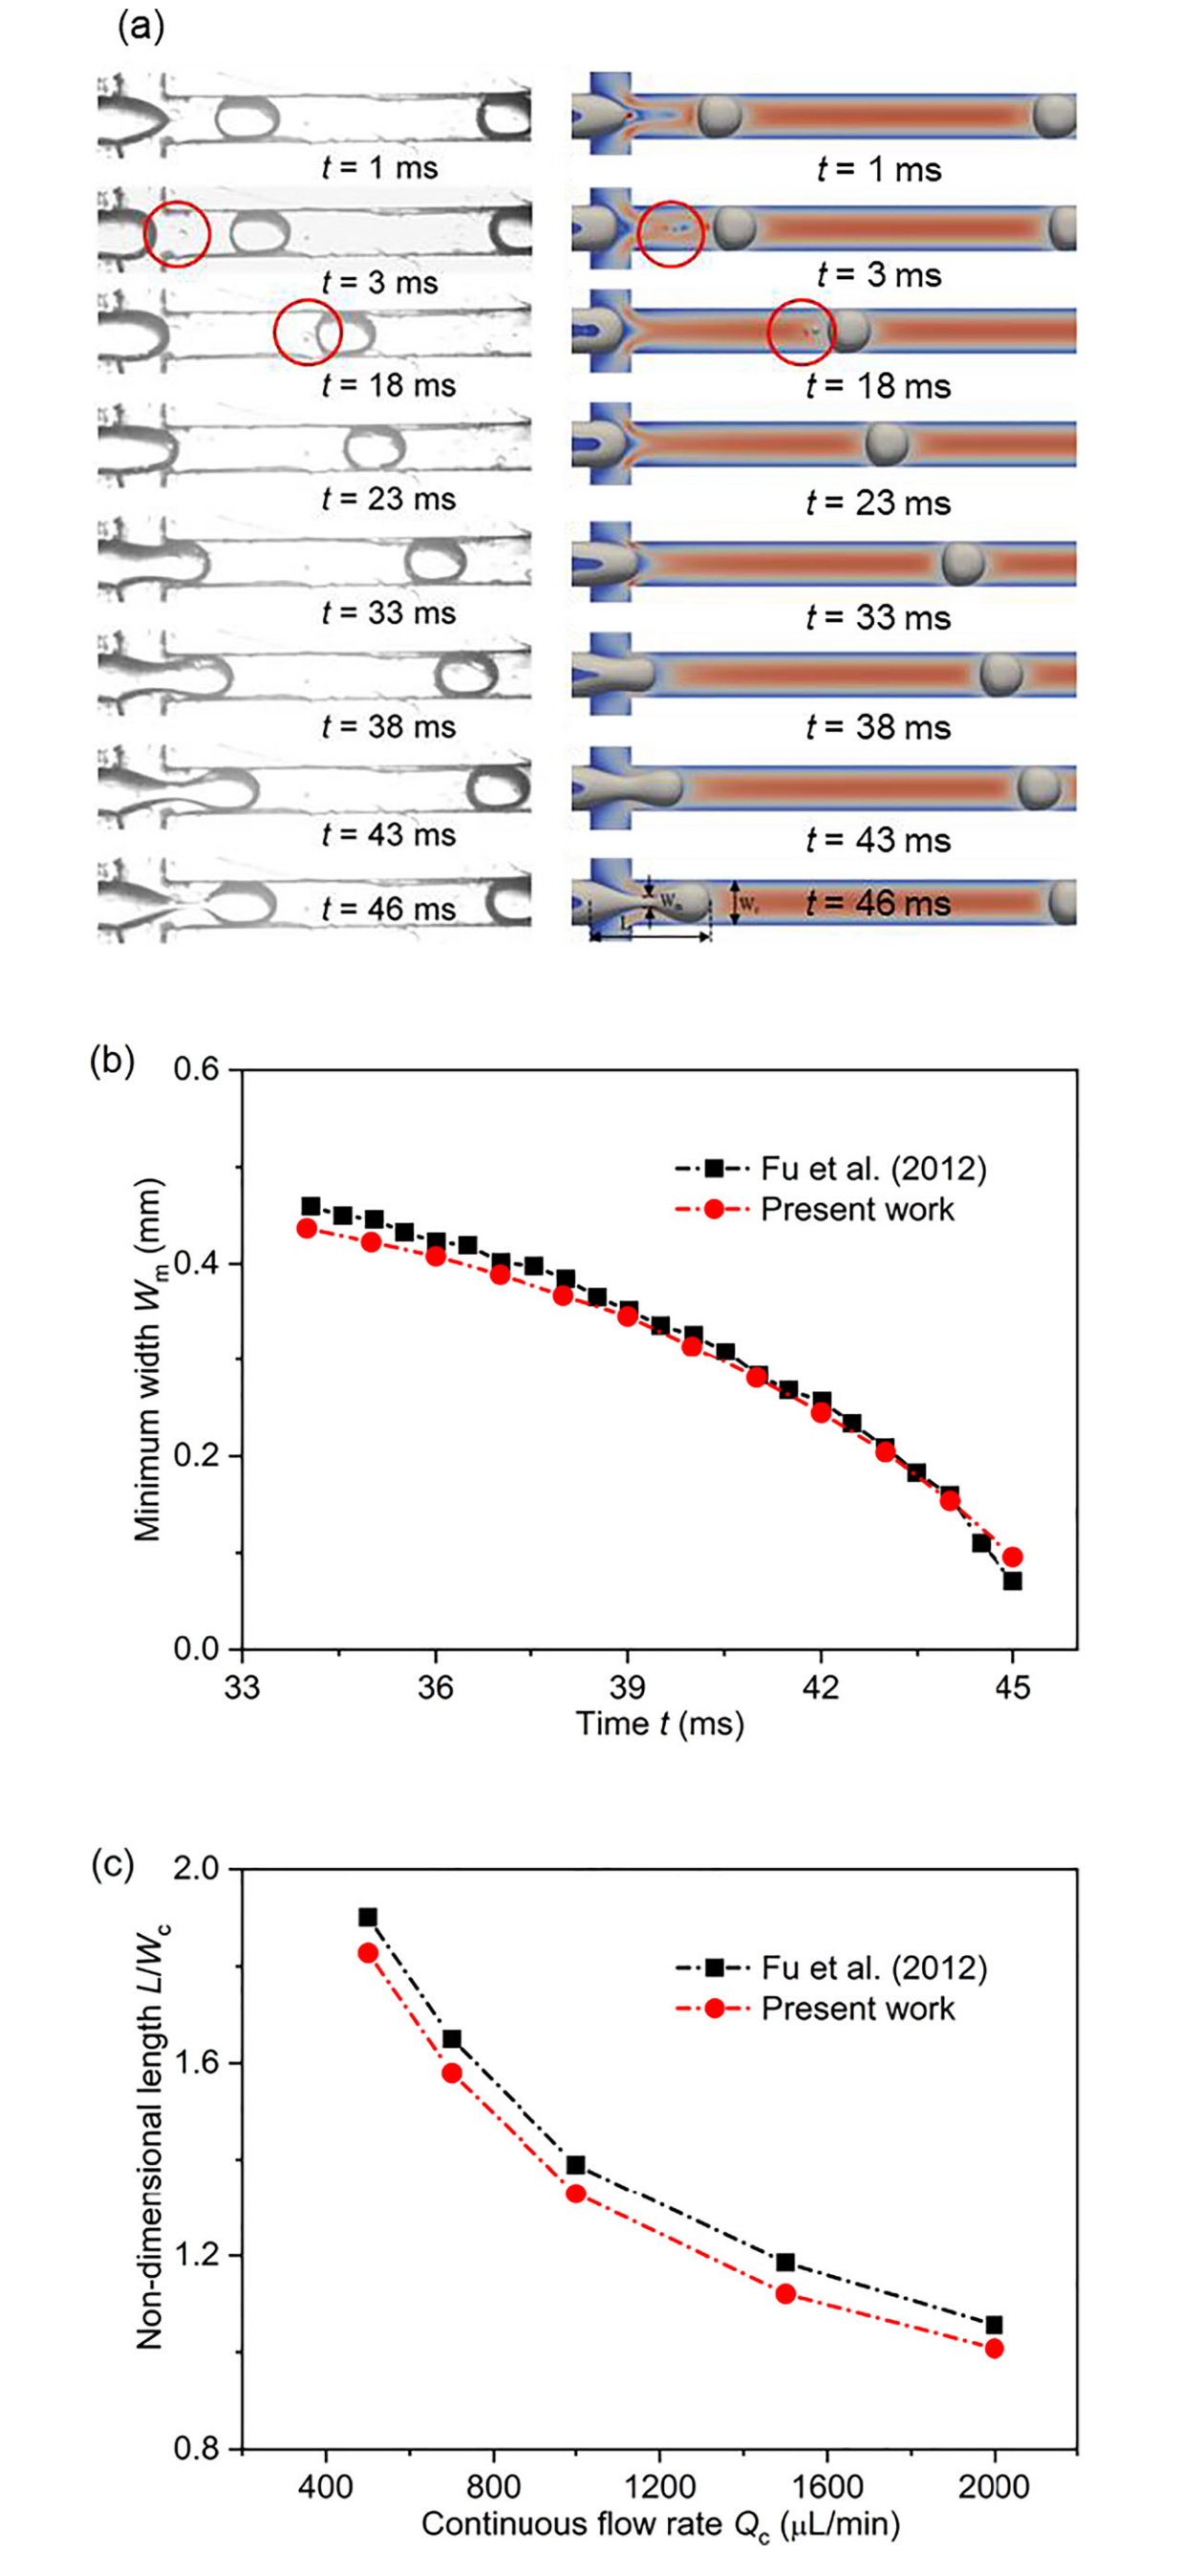 (a)
t = 1 ms
t = 1 ms
t = 3 ms
t = 3 ms
t = 18 ms
t = 18 ms
t = 23 ms
t = 23 ms
t = 33 ms
t = 33 ms
t = 38 ms
t = 38 ms
t = 43 ms
t = 43 ms
t = 46 ms
Wm
Wc
t = 46 ms
L
(b)
0.6
0.4
0.2
0.0
Minimum width Wm (mm)
Fu et al. (2012)
Present work
33 36 39 42 45
Time t (ms)
(c)
2.0
1.6
1.2
0.8
Non-dimensional length L/Wc
Fu et al. (2012)
Present work
400 800 1200 1600 2000
Continuous flow rate Qc (μL/min)